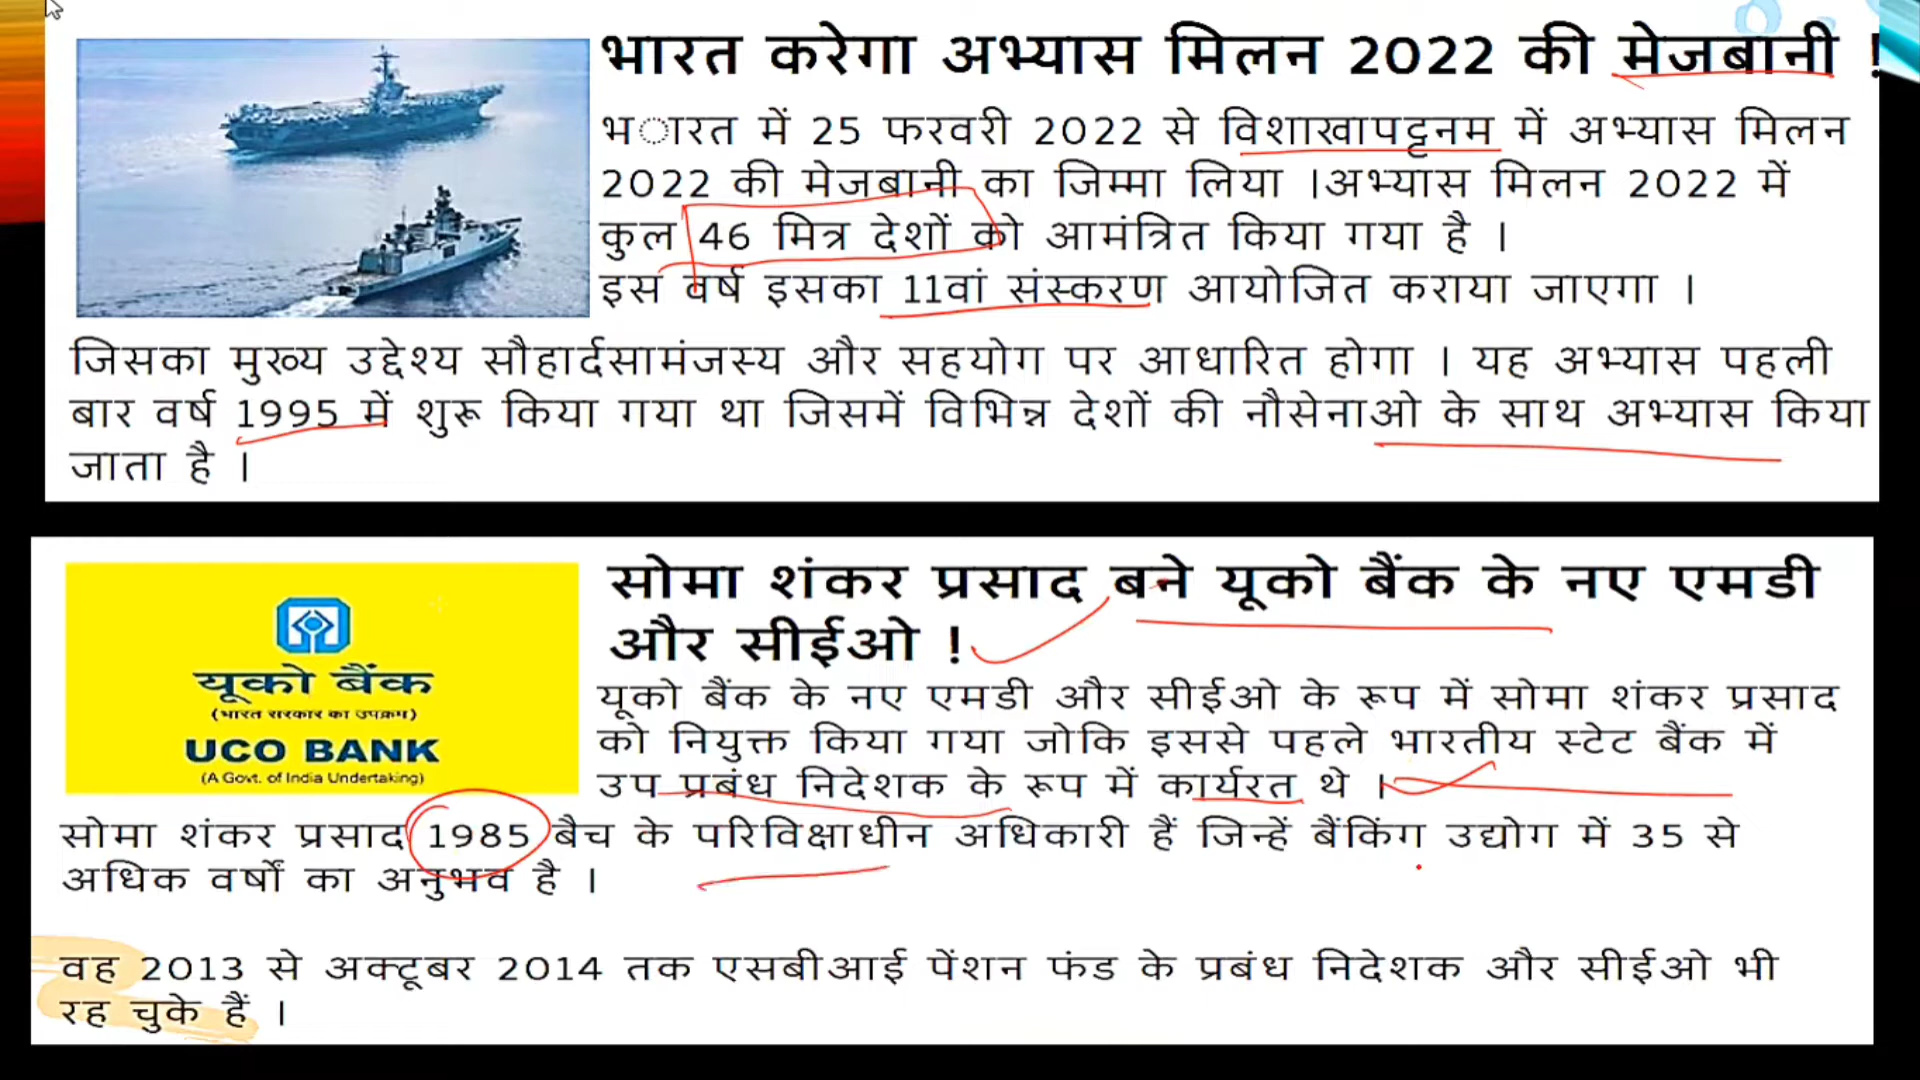 भारत करेगा अभ्यास मिलन 2022 की मेजबानी !
भारत में 25 फरवरी 2022 से विशाखापट्टनम में अभ्यास मिलन
2022 की मेजबानी का जिम्मा लिया ।अभ्यास मिलन 2022 में
कुल 46 मित्र देशों को आमंत्रित किया गया है ।
इस वर्ष इसका 11वां संस्करण आयोजित कराया जाएगा ।
जिसका मुख्य उद्देश्य सौहार्दसामंजस्य और सहयोग पर आधारित होगा । यह अभ्यास पहली
बार वर्ष 1995 में शुरू किया गया था जिसमें विभिन्न देशों की नौसेनाओ के साथ अभ्यास किया
जाता है ।
सोमा शंकर प्रसाद बने यूको बैंक के नए एमडी
और सीईओ !
यूको बैंक
(भारत सरकार का उपक्रम)
UCO BANK
(A Govt. of India Undertaking)
यूको बैंक के नए एमडी और सीईओ के रूप में सोमा शंकर प्रसाद
को नियुक्त किया गया जोकि इससे पहले भारतीय स्टेट बैंक में
उप प्रबंध निदेशक के रूप में कार्यरत थे ।
सोमा शंकर प्रसाद 1985 बैच के परिविक्षाधीन अधिकारी हैं जिन्हें बैंकिंग उद्योग में 35 से
अधिक वर्षों का अनुभव है ।
वह 2013 से अक्टूबर 2014 तक एसबीआई पेंशन फंड के प्रबंध निदेशक और सीईओ भी
रह चुके हैं ।